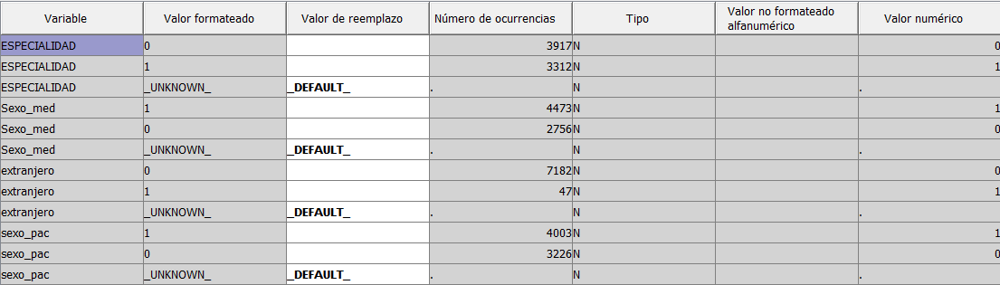 Variable Valor formateado Valor de reemplazo Número de ocurrencias Tipo Valor no formateado alfanumérico Valor numérico
ESPECIALIDAD 0 3917 N 0
ESPECIALIDAD 1 3312 N 1
ESPECIALIDAD _UNKNOWN_ _DEFAULT_ . N .
Sexo_med 1 4473 N 1
Sexo_med 0 2756 N 0
Sexo_med _UNKNOWN_ _DEFAULT_ . N .
extranjero 0 7182 N 0
extranjero 1 47 N 1
extranjero _UNKNOWN_ _DEFAULT_ . N .
sexo_pac 1 4003 N 1
sexo_pac 0 3226 N 0
sexo_pac _UNKNOWN_ _DEFAULT_ . N .